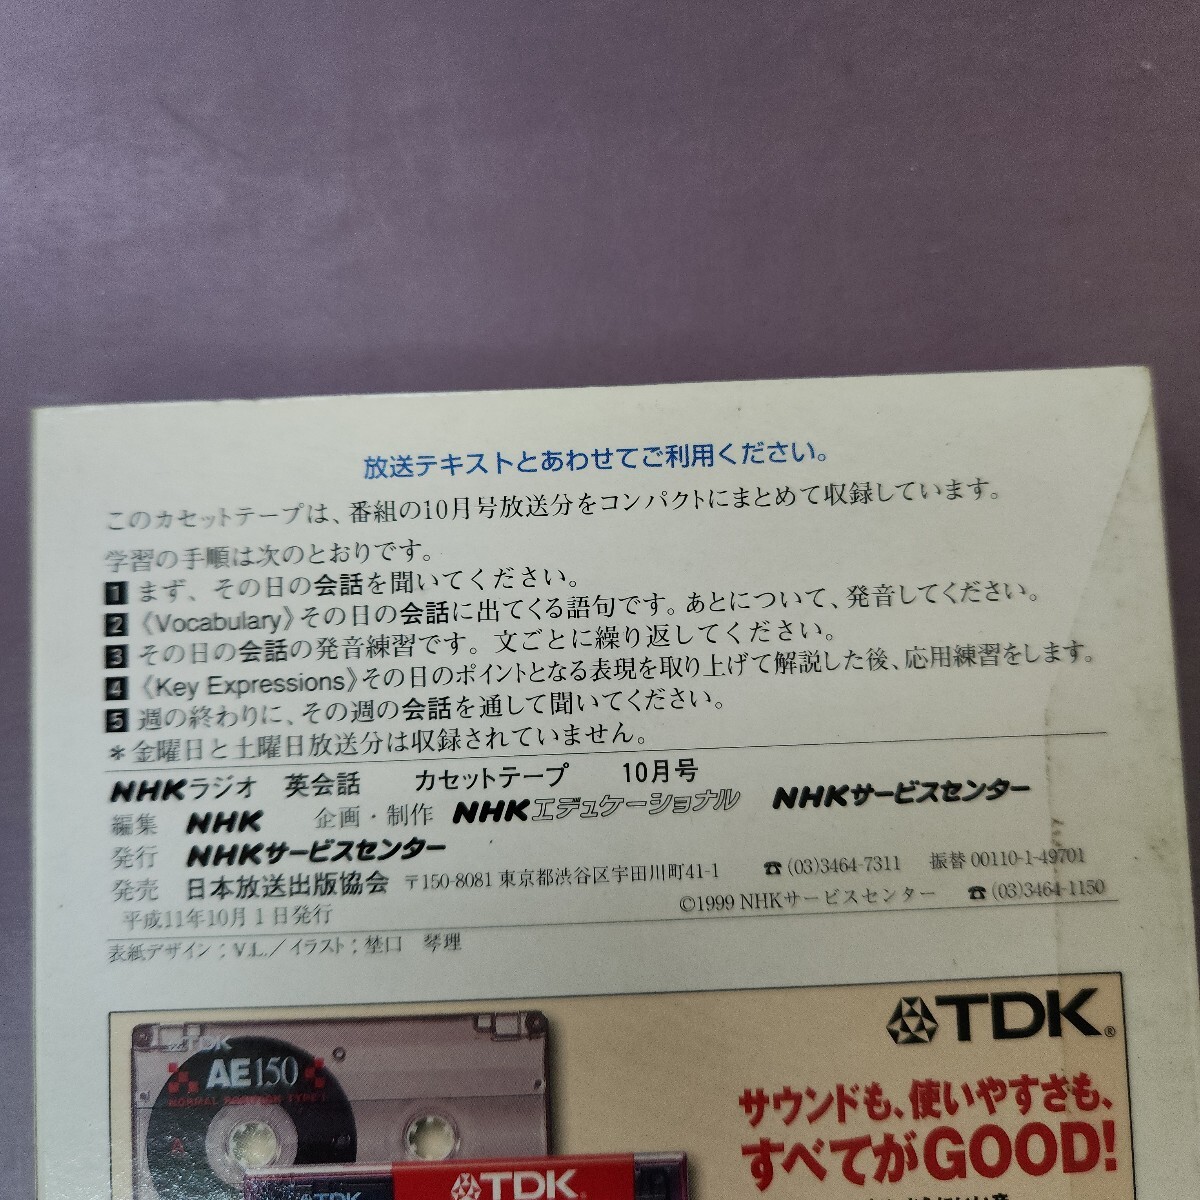 放送テキストとあわせてご利用ください。
このカセットテープは、番組の10月号放送分をコンパクトにまとめて収録しています。
学習の手順は次のとおりです。
1 まず、その日の会話を聞いてください。
2 《Vocabulary》その日の会話に出てくる語句です。あとについて、発音してください。
3 その日の会話の発音練習です。文ごとに繰り返してください。
4 《Key Expressions》その日のポイントとなる表現を取り上げて解説した後、応用練習をします。
5 週の終わりに、その週の会話を通して聞いてください。
＊金曜日と土曜日放送分は収録されていません。
NHKラジオ 英会話 カセットテープ 10月号
編集 NHK 企画・制作 NHKエデュケーショナル NHKサービスセンター
発行 NHKサービスセンター
発売 日本放送出版協会 〒150-8081 東京都渋谷区宇田川町41-1 ☎(03)3464-7311 振替 00110-1-49701
平成11年10月1日発行 ©1999 NHKサービスセンター ☎(03)3464-1150
表紙デザイン；V.L.／イラスト；埜口 琴理
TDK®
TDK
AE150
NORMAL POSITION TYPE I
A
サウンドも、使いやすさも、
すべてがGOOD!
TDK
TDK.